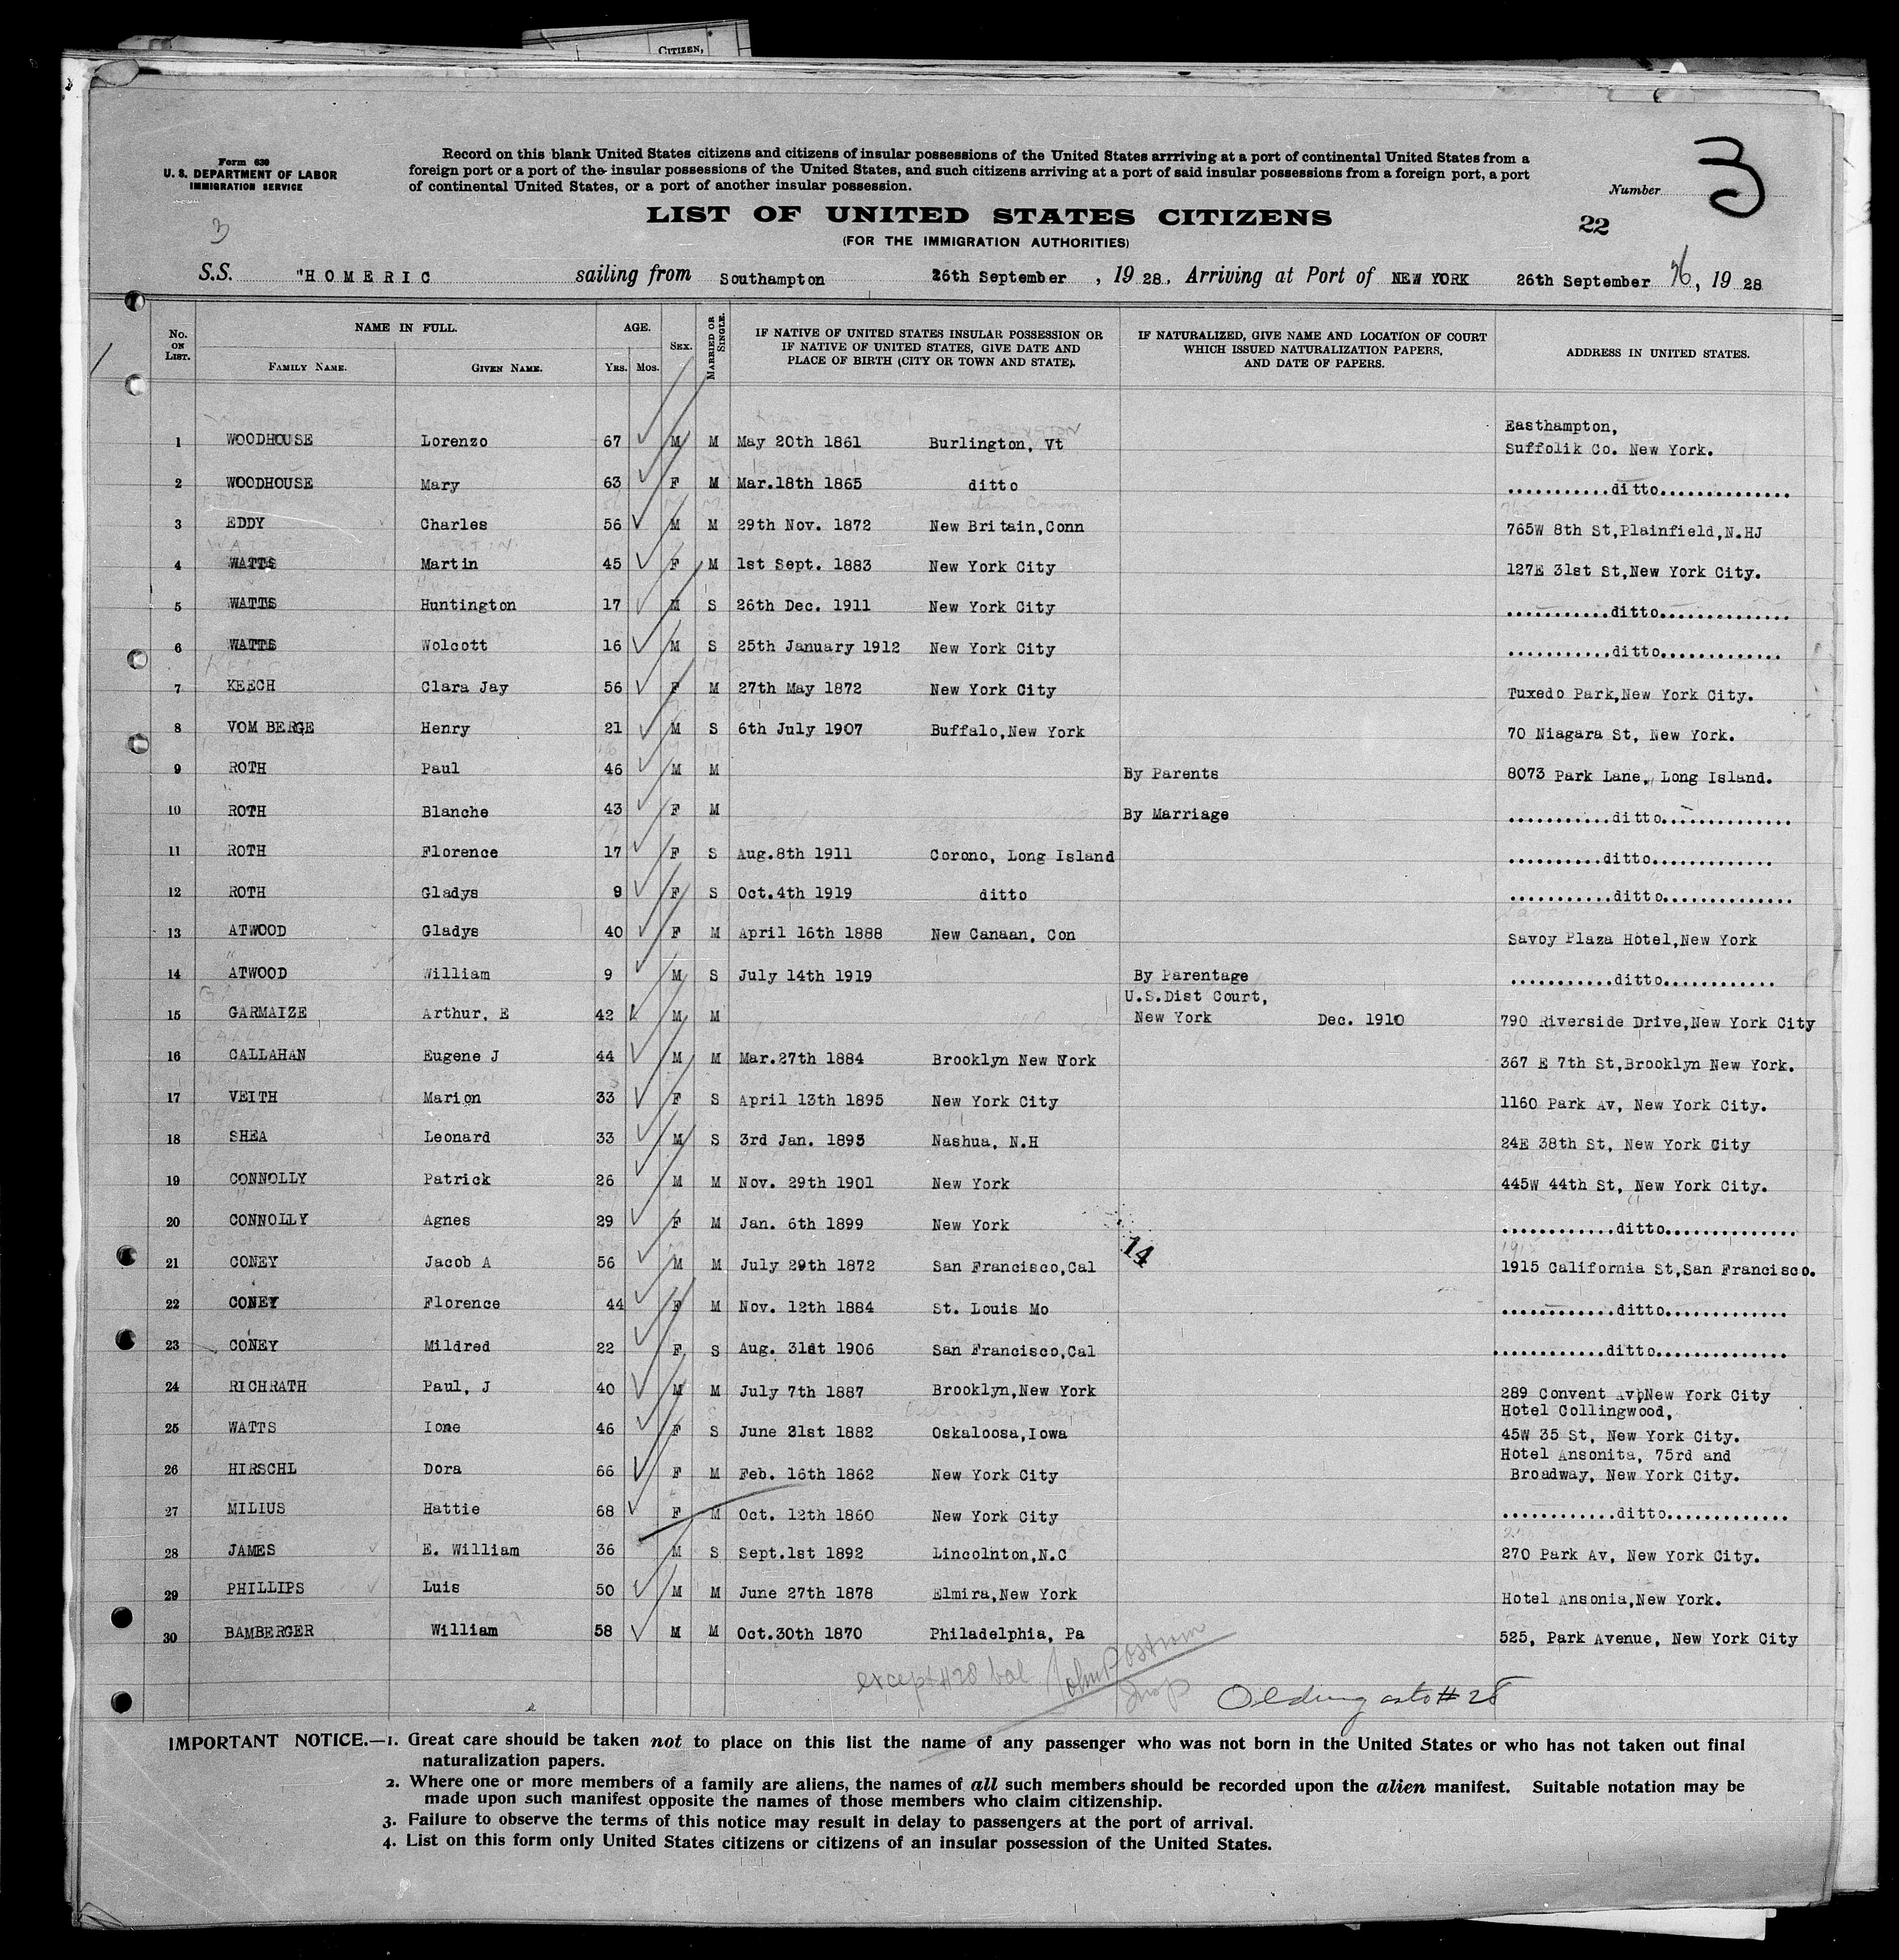 CITIZEN,
Form 630
U. S. DEPARTMENT OF LABOR
IMMIGRATION SERVICE
Record on this blank United States citizens and citizens of insular possessions of the United States arrriving at a port of continental United States from a
foreign port or a port of the insular possessions of the United States, and such citizens arriving at a port of said insular possessions from a foreign port, a port
of continental United States, or a port of another insular possession.
Number 3
LIST OF UNITED STATES CITIZENS
22
(FOR THE IMMIGRATION AUTHORITIES)
3
S.S. "HOMERIC sailing from Southampton 26th September , 19 28. Arriving at Port of NEW YORK 26th September 26, 19 28
No. ON LIST. NAME IN FULL. FAMILY NAME. GIVEN NAME. AGE. YRS. MOS. SEX. MARRIED OR SINGLE. IF NATIVE OF UNITED STATES INSULAR POSSESSION OR IF NATIVE OF UNITED STATES, GIVE DATE AND PLACE OF BIRTH (CITY OR TOWN AND STATE). IF NATURALIZED, GIVE NAME AND LOCATION OF COURT WHICH ISSUED NATURALIZATION PAPERS, AND DATE OF PAPERS. ADDRESS IN UNITED STATES.
Easthampton,
1 WOODHOUSE Lorenzo 67 M M May 20th 1861 Burlington, Vt Suffolik Co. New York.
2 WOODHOUSE Mary 63 F M Mar.18th 1865 ditto ...........ditto..............
3 EDDY Charles 56 M M 29th Nov. 1872 New Britain,Conn 765W 8th St,Plainfield,N.HJ
4 WATTS Martin 45 F M 1st Sept. 1883 New York City 127E 31st St,New York City.
5 WATTS Huntington 17 M S 26th Dec. 1911 New York City ...........ditto..............
6 WATTS Wolcott 16 M S 25th January 1912 New York City ...........ditto.............
7 KEECH Clara Jay 56 F M 27th May 1872 New York City Tuxedo Park,New York City.
8 VOM BERGE Henry 21 M S 6th July 1907 Buffalo,New York 70 Niagara St, New York.
9 ROTH Paul 46 M M By Parents 8073 Park Lane, Long Island.
10 ROTH Blanche 43 F M By Marriage ...........ditto..............
11 ROTH Florence 17 F S Aug.8th 1911 Corono, Long Island ..........ditto.............
12 ROTH Gladys 9 F S Oct.4th 1919 ditto ...........ditto..............
13 ATWOOD Gladys 40 F M April 16th 1888 New Canaan, Con Savoy Plaza Hotel,New York
14 ATWOOD William 9 M S July 14th 1919 By Parentage ...........ditto............
U.S.Dist Court,
15 GARMAIZE Arthur, E 42 M M New York Dec. 1910 790 Riverside Drive,New York City
16 CALLAHAN Eugene J 44 M M Mar.27th 1884 Brooklyn New York 367 E 7th St,Brooklyn New York.
17 VEITH Marion 33 F S April 13th 1895 New York City 1160 Park Av, New York City.
18 SHEA Leonard 33 M S 3rd Jan. 1895 Nashua, N.H 24E 38th St, New York City
19 CONNOLLY Patrick 26 M M Nov. 29th 1901 New York 445W 44th St, New York City.
20 CONNOLLY Agnes 29 F M Jan. 6th 1899 New York ............ditto..............
14
21 CONEY Jacob A 56 M M July 29th 1872 San Francisco,Cal 1915 California St,San Francisco.
22 CONEY Florence 44 F M Nov. 12th 1884 St. Louis Mo ............ditto.............
23 CONEY Mildred 22 F S Aug. 31st 1906 San Francisco,Cal ............ditto..............
24 RICHRATH Paul, J 40 M M July 7th 1887 Brooklyn,New York 289 Convent Av,New York City
Hotel Collingwood,
25 WATTS Ione 46 F S June 21st 1882 Oskaloosa,Iowa 45W 35 St, New York City.
Hotel Ansonita, 75rd and
26 HIRSCHL Dora 66 F M Feb. 16th 1862 New York City Broadway, New York City.
27 MILIUS Hattie 68 F M Oct. 12th 1860 New York City ............ditto.............
28 JAMES E. William 36 M S Sept.1st 1892 Lincolnton,N.C 270 Park Av, New York City.
29 PHILLIPS Luis 50 M M June 27th 1878 Elmira,New York Hotel Ansonia,New York.
30 BAMBERGER William 58 M M Oct.30th 1870 Philadelphia, Pa 525, Park Avenue, New York City
except #28
Insp
as to # 28
IMPORTANT NOTICE.—1. Great care should be taken not to place on this list the name of any passenger who was not born in the United States or who has not taken out final
naturalization papers.
2. Where one or more members of a family are aliens, the names of all such members should be recorded upon the alien manifest. Suitable notation may be
made upon such manifest opposite the names of those members who claim citizenship.
3. Failure to observe the terms of this notice may result in delay to passengers at the port of arrival.
4. List on this form only United States citizens or citizens of an insular possession of the United States.